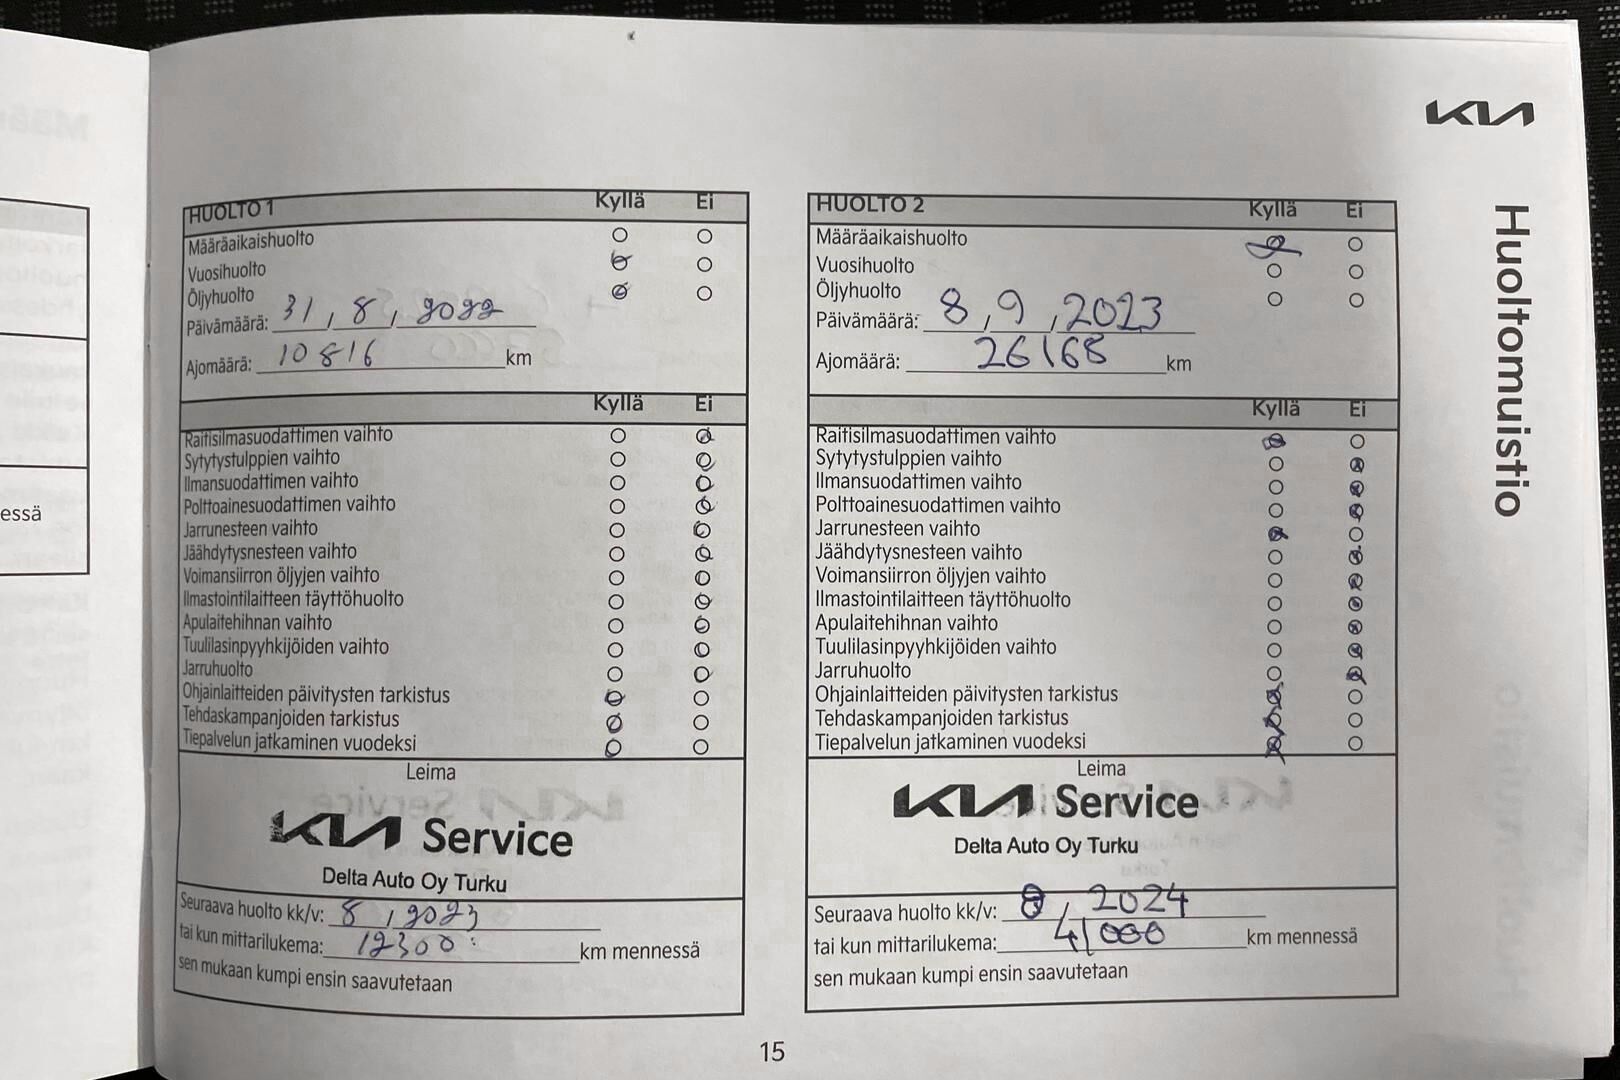 essä
KIA
Huoltomuistio
HUOLTO 1 Kyllä Ei
Määräaikaishuolto
Vuosihuolto
Öljyhuolto
Päivämäärä: 31, 8, 2022
Ajomäärä: 10816 km
Kyllä Ei
Raitisilmasuodattimen vaihto
Sytytystulppien vaihto
Ilmansuodattimen vaihto
Polttoainesuodattimen vaihto
Jarrunesteen vaihto
Jäähdytysnesteen vaihto
Voimansiirron öljyjen vaihto
Ilmastointilaitteen täyttöhuolto
Apulaitehihnan vaihto
Tuulilasinpyyhkijöiden vaihto
Jarruhuolto
Ohjainlaitteiden päivitysten tarkistus
Tehdaskampanjoiden tarkistus
Tiepalvelun jatkaminen vuodeksi
Leima
KIA Service
Delta Auto Oy Turku
Seuraava huolto kk/v: 8, 2023
tai kun mittarilukema: 12300 km mennessä
sen mukaan kumpi ensin saavutetaan
HUOLTO 2 Kyllä Ei
Määräaikaishuolto
Vuosihuolto
Öljyhuolto
Päivämäärä: 8, 9, 2023
Ajomäärä: 26168 km
Kyllä Ei
Raitisilmasuodattimen vaihto
Sytytystulppien vaihto
Ilmansuodattimen vaihto
Polttoainesuodattimen vaihto
Jarrunesteen vaihto
Jäähdytysnesteen vaihto
Voimansiirron öljyjen vaihto
Ilmastointilaitteen täyttöhuolto
Apulaitehihnan vaihto
Tuulilasinpyyhkijöiden vaihto
Jarruhuolto
Ohjainlaitteiden päivitysten tarkistus
Tehdaskampanjoiden tarkistus
Tiepalvelun jatkaminen vuodeksi
Leima
KIA Service
Delta Auto Oy Turku
Seuraava huolto kk/v: 8, 2024
tai kun mittarilukema: 41000 km mennessä
sen mukaan kumpi ensin saavutetaan
15